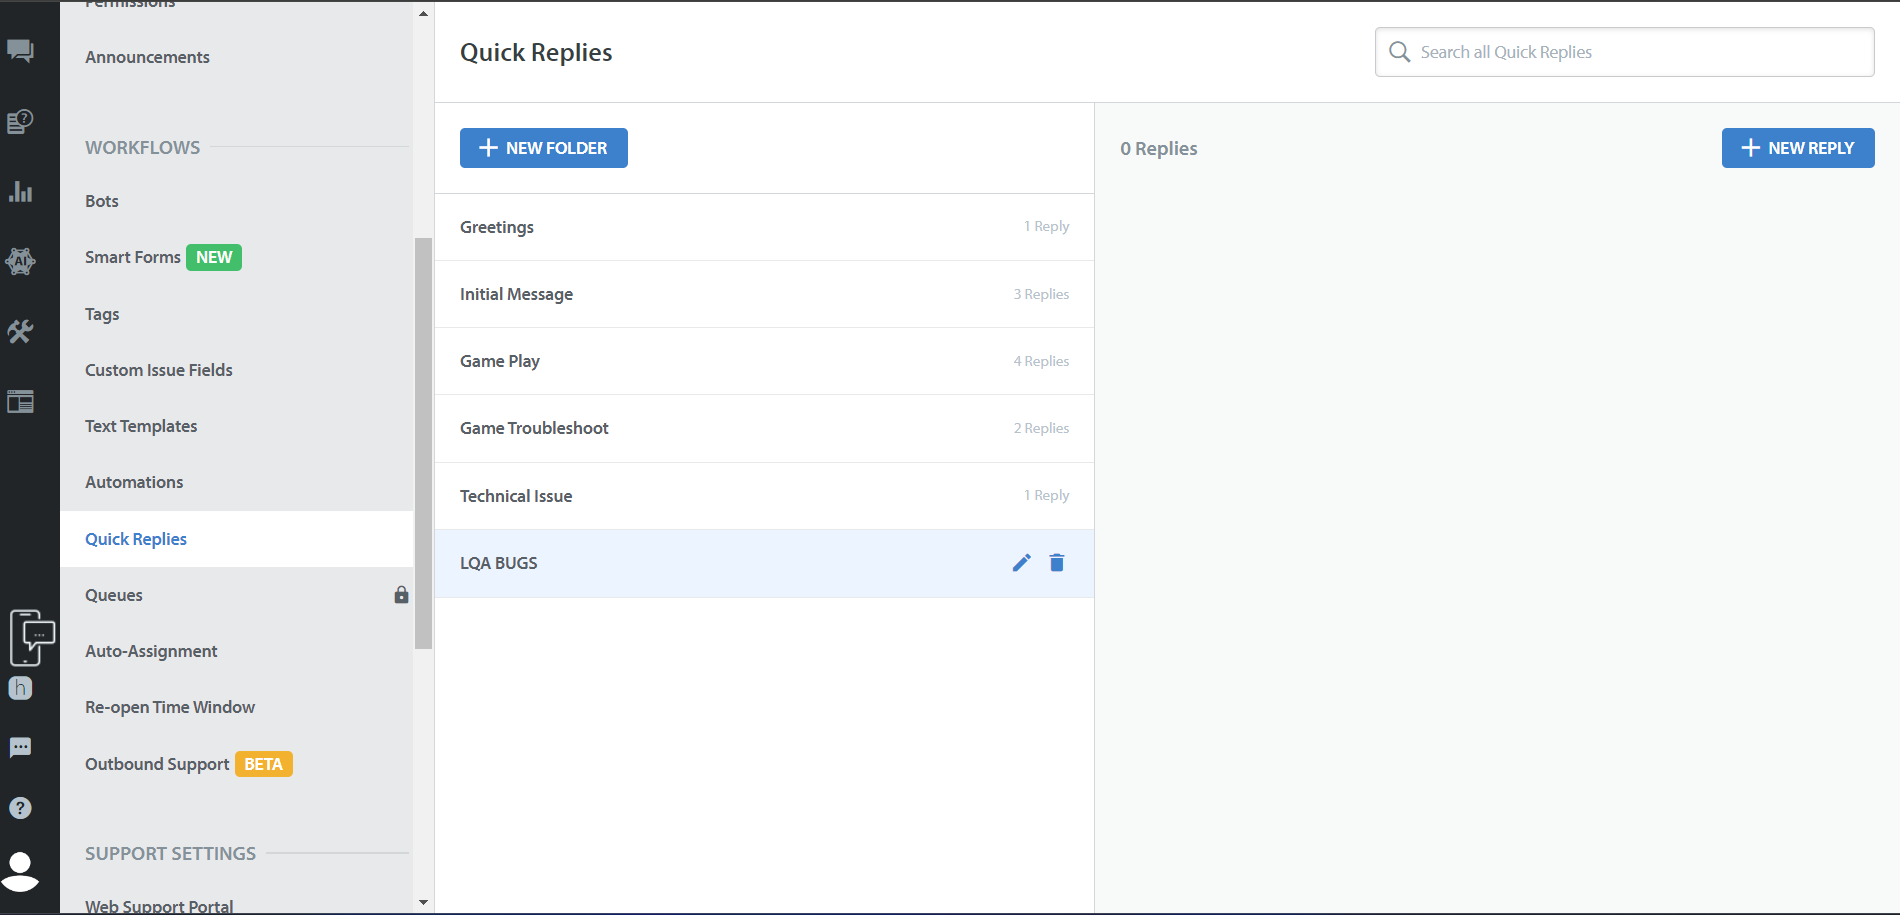 Permissions
Announcements
WORKFLOWS
Bots
Smart Forms NEW
Tags
Custom Issue Fields
Text Templates
Automations
Quick Replies
Queues
Auto-Assignment
Re-open Time Window
Outbound Support BETA
SUPPORT SETTINGS
Web Support Portal
?
AI
h
?
Quick Replies
Search all Quick Replies
NEW FOLDER
Greetings 1 Reply
Initial Message 3 Replies
Game Play 4 Replies
Game Troubleshoot 2 Replies
Technical Issue 1 Reply
LQA BUGS
0 Replies
NEW REPLY